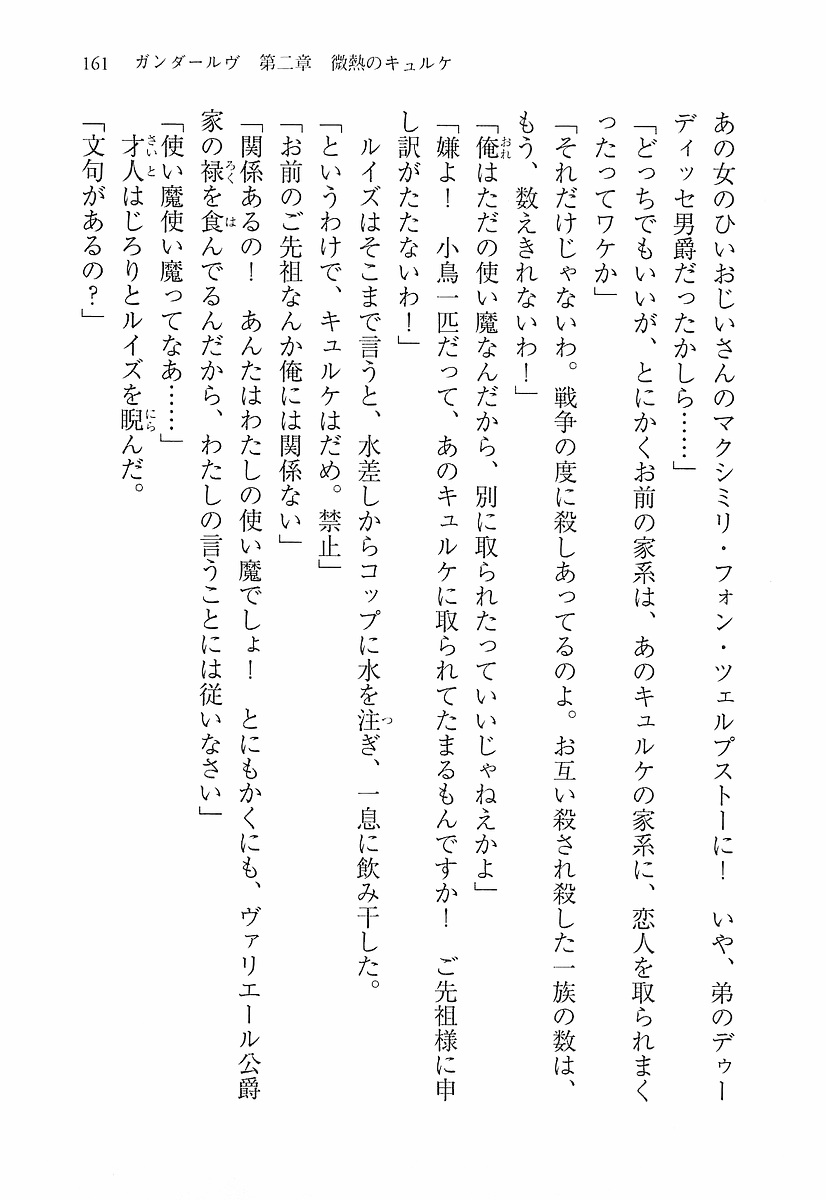 161　ガンダールヴ　第二章　微熱のキュルケ
あの女のひいおじいさんのマクシミリ・フォン・ツェルプストーに！　いや、弟のデゥー
ディッセ男爵だったかしら……」
「どっちでもいいが、とにかくお前の家系は、あのキュルケの家系に、恋人を取られまく
ったってワケか」
「それだけじゃないわ。戦争の度に殺しあってるのよ。お互い殺され殺した一族の数は、
もう、数えきれないわ！」
「俺はただの使い魔なんだから、別に取られたっていいじゃねえかよ」
「嫌よ！　小鳥一匹だって、あのキュルケに取られてたまるもんですか！　ご先祖様に申
し訳がたたないわ！」
　ルイズはそこまで言うと、水差しからコップに水を注ぎ、一息に飲み干した。
「というわけで、キュルケはだめ。禁止」
「お前のご先祖なんか俺には関係ない」
「関係あるの！　あんたはわたしの使い魔でしょ！　とにもかくにも、ヴァリエール公爵
家の禄を食んでるんだから、わたしの言うことには従いなさい」
「使い魔使い魔ってなあ……」
　才人はじろりとルイズを睨んだ。
「文句があるの？」